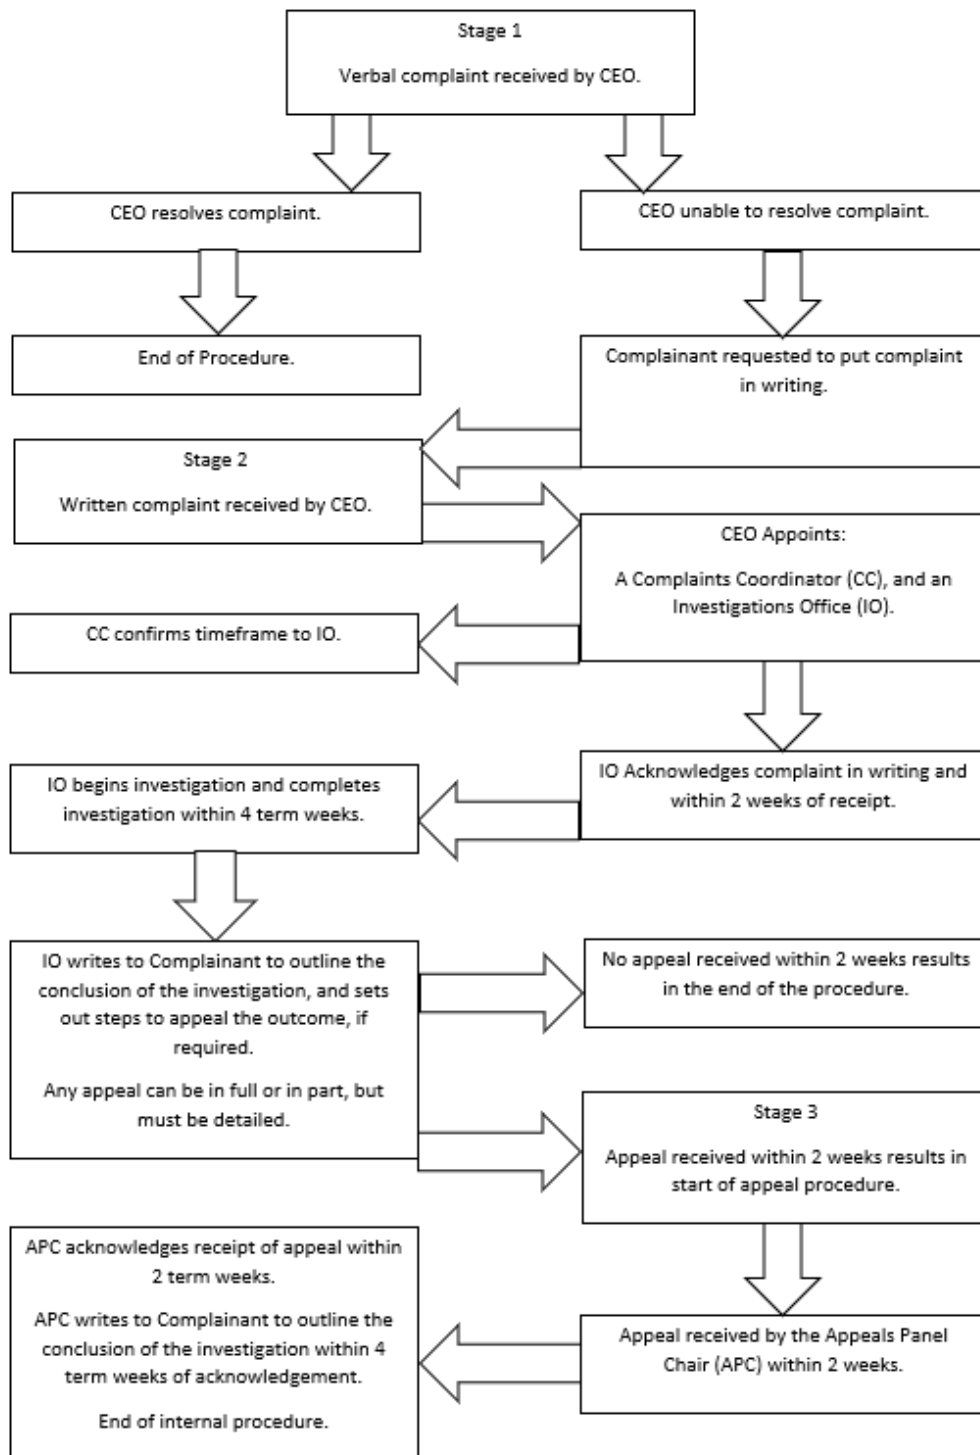 Stage 1
Verbal complaint received by CEO.
CEO resolves complaint.
CEO unable to resolve complaint.
End of Procedure.
Complainant requested to put complaint
in writing.
Stage 2
Written complaint received by CEO.
CEO Appoints:
A Complaints Coordinator (CC), and an
Investigations Office (IO).
CC confirms timeframe to IO.
IO Acknowledges complaint in writing and
within 2 weeks of receipt.
IO begins investigation and completes
investigation within 4 term weeks.
IO writes to Complainant to outline the
conclusion of the investigation, and sets
out steps to appeal the outcome, if
required.
Any appeal can be in full or in part, but
must be detailed.
No appeal received within 2 weeks results
in the end of the procedure.
Stage 3
Appeal received within 2 weeks results in
start of appeal procedure.
Appeal received by the Appeals Panel
Chair (APC) within 2 weeks.
APC acknowledges receipt of appeal within
2 term weeks.
APC writes to Complainant to outline the
conclusion of the investigation within 4
term weeks of acknowledgement.
End of internal procedure.